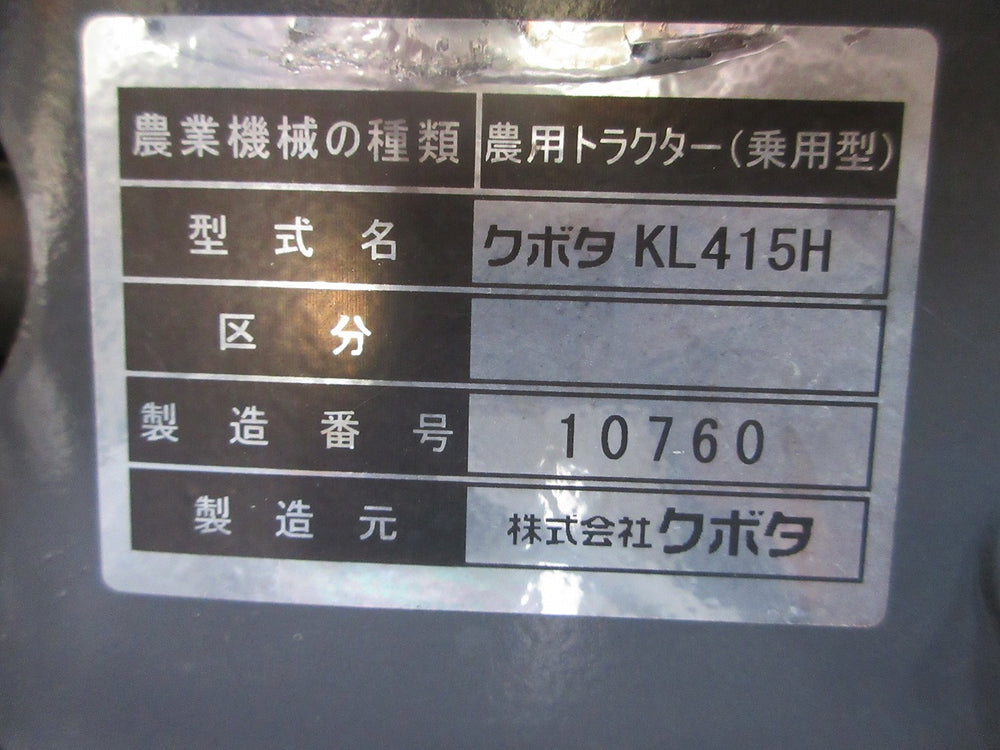 農業機械の種類 農用トラクター(乗用型)
型式名 クボタ KL415H
区分
製造番号 10760
製造元 株式会社クボタ